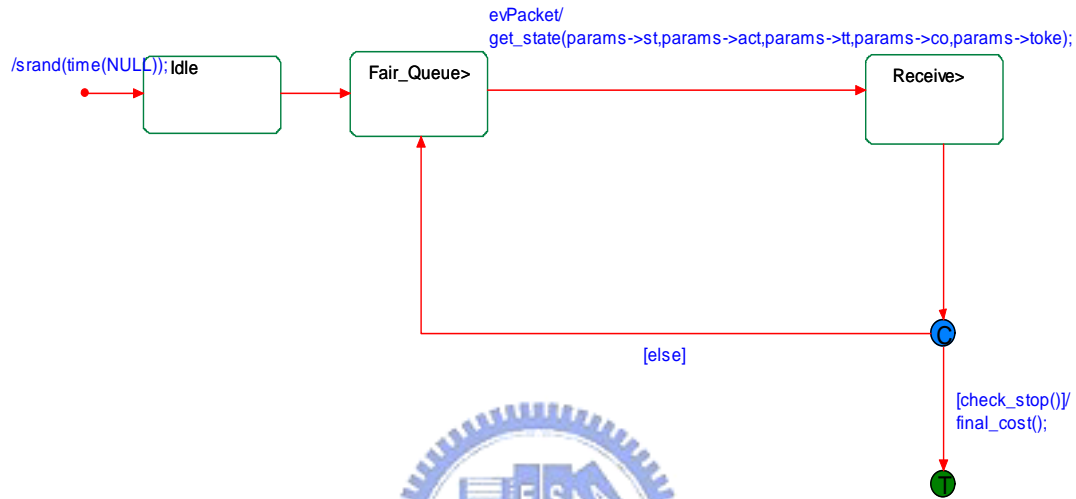 evPacket/
get_state(params->st,params->act,params->tt,params->co,params->toke);
/srand(time(NULL));
Idle
Fair_Queue>
Receive>
C
[else]
[check_stop()]/
final_cost();
T
E S